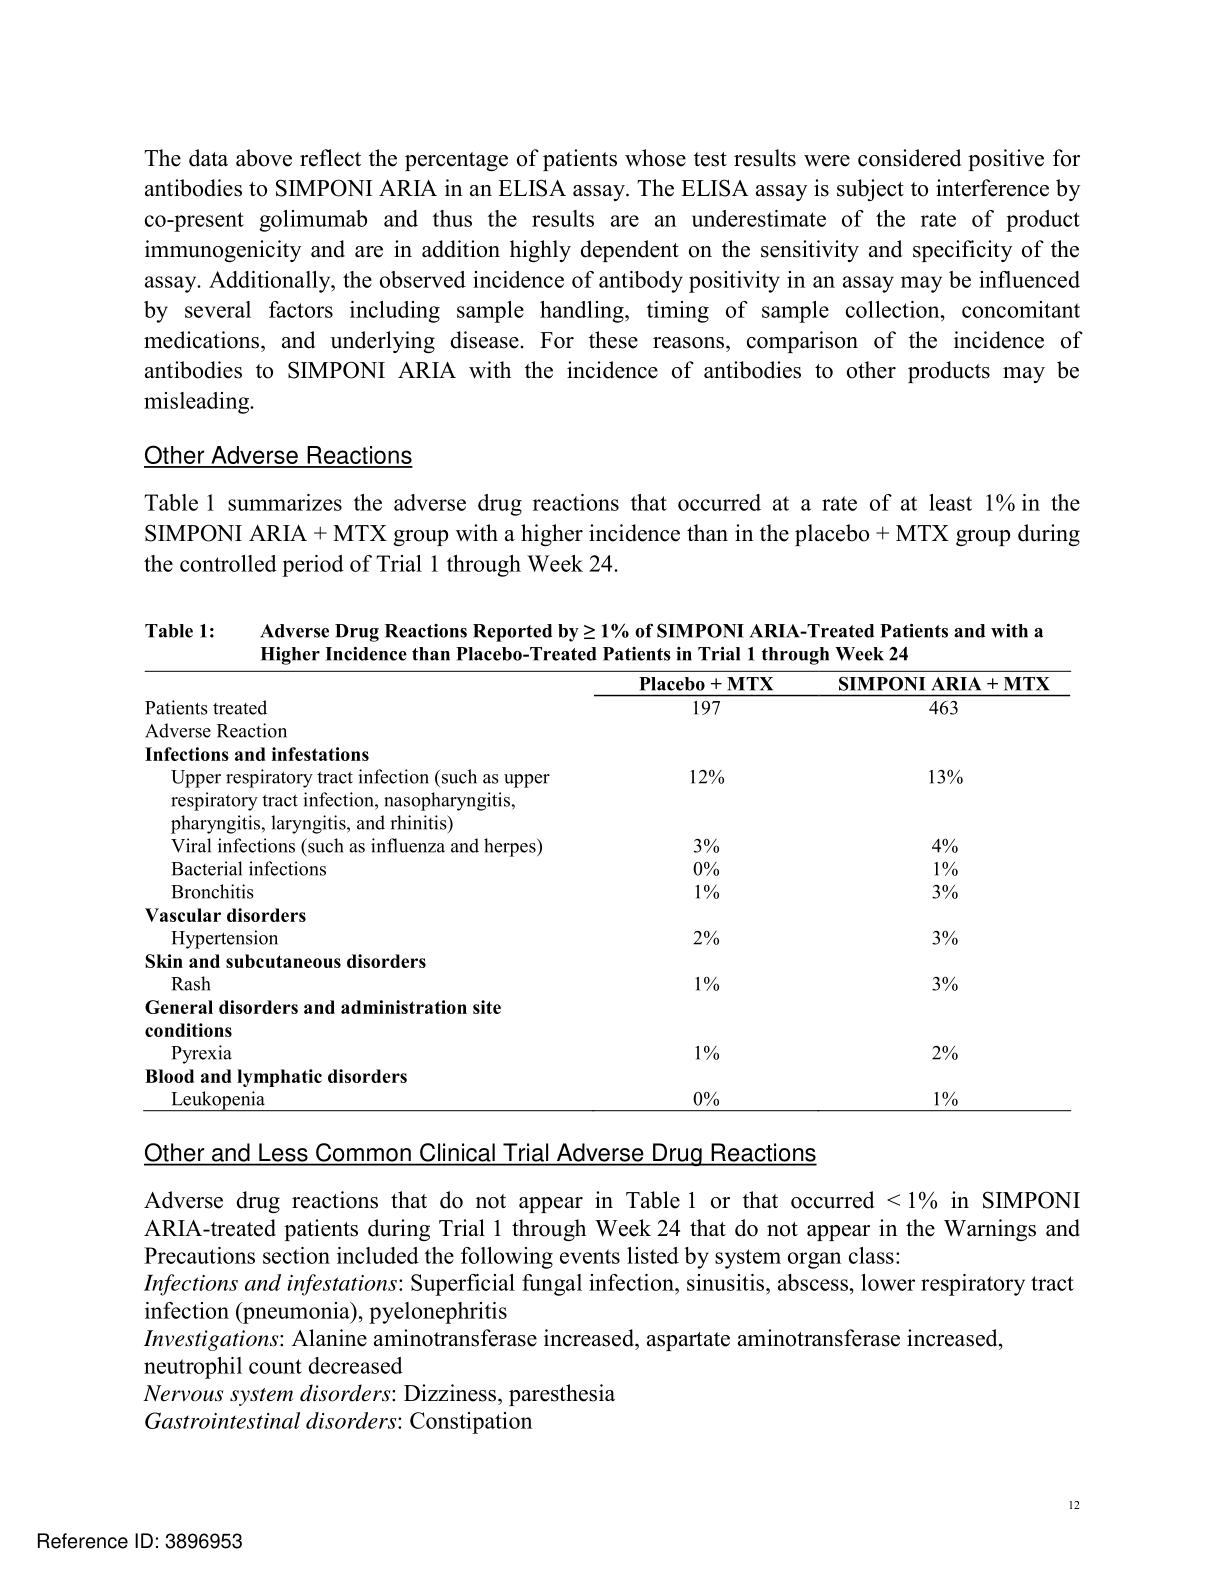 The data above reflect the percentage of patients whose test results were considered positive for
antibodies to SIMPONI ARIA in an ELISA assay. The ELISA assay is subject to interference by
co-present golimumab and thus the results are an underestimate of the rate of product
immunogenicity and are in addition highly dependent on the sensitivity and specificity of the
assay. Additionally, the observed incidence of antibody positivity in an assay may be influenced
by several factors including sample handling, timing of sample collection, concomitant
medications, and underlying disease. For these reasons, comparison of the incidence of
antibodies to SIMPONI ARIA with the incidence of antibodies to other products may be
misleading.
Other Adverse Reactions
Table 1 summarizes the adverse drug reactions that occurred at a rate of at least 1% in the
SIMPONI ARIA + MTX group with a higher incidence than in the placebo + MTX group during
the controlled period of Trial 1 through Week 24.
Table 1: Adverse Drug Reactions Reported by ≥ 1% of SIMPONI ARIA-Treated Patients and with a
Higher Incidence than Placebo-Treated Patients in Trial 1 through Week 24
Placebo + MTX SIMPONI ARIA + MTX
Patients treated 197 463
Adverse Reaction
Infections and infestations
Upper respiratory tract infection (such as upper 12% 13%
respiratory tract infection, nasopharyngitis,
pharyngitis, laryngitis, and rhinitis)
Viral infections (such as influenza and herpes) 3% 4%
Bacterial infections 0% 1%
Bronchitis 1% 3%
Vascular disorders
Hypertension 2% 3%
Skin and subcutaneous disorders
Rash 1% 3%
General disorders and administration site
conditions
Pyrexia 1% 2%
Blood and lymphatic disorders
Leukopenia 0% 1%
Other and Less Common Clinical Trial Adverse Drug Reactions
Adverse drug reactions that do not appear in Table 1 or that occurred < 1% in SIMPONI
ARIA-treated patients during Trial 1 through Week 24 that do not appear in the Warnings and
Precautions section included the following events listed by system organ class:
Infections and infestations: Superficial fungal infection, sinusitis, abscess, lower respiratory tract
infection (pneumonia), pyelonephritis
Investigations: Alanine aminotransferase increased, aspartate aminotransferase increased,
neutrophil count decreased
Nervous system disorders: Dizziness, paresthesia
Gastrointestinal disorders: Constipation
12
Reference ID: 3896953